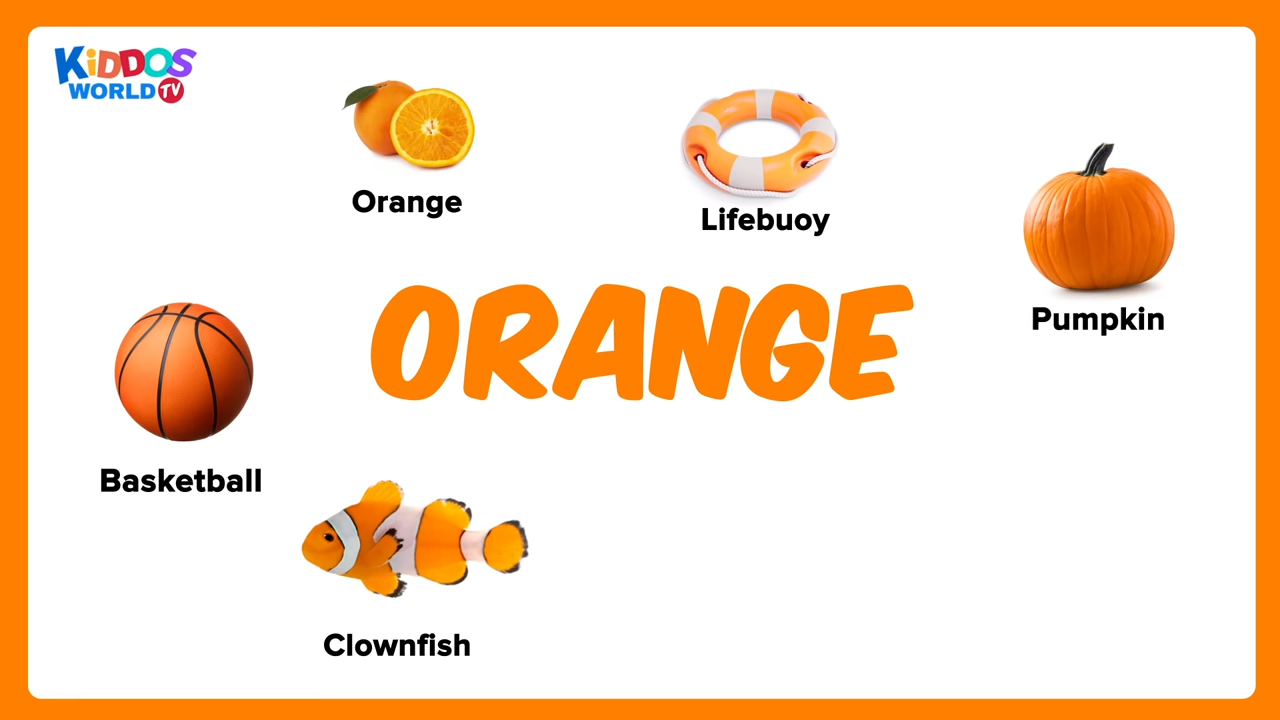 KiDDOS
WORLD TV
Orange
Lifebuoy
Pumpkin
ORANGE
Basketball
Clownfish